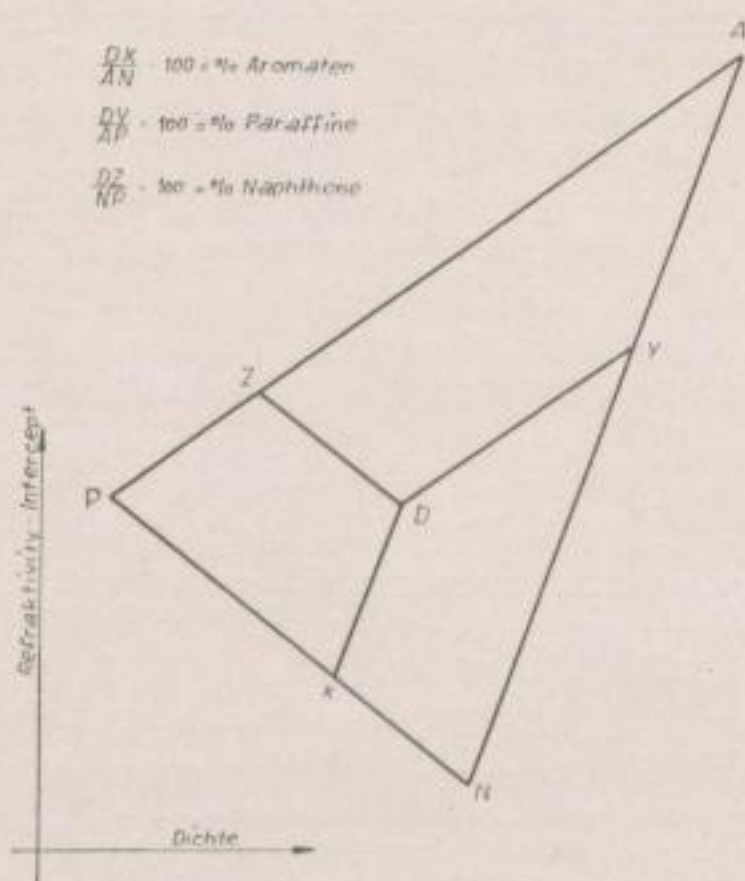 DX/AN · 100 = % Aromaten
DY/AP · 100 = % Paraffine
DZ/NP · 100 = % Naphthene
A
Z
Y
P
D
X
N
Refraktivity Intercept
Dichte